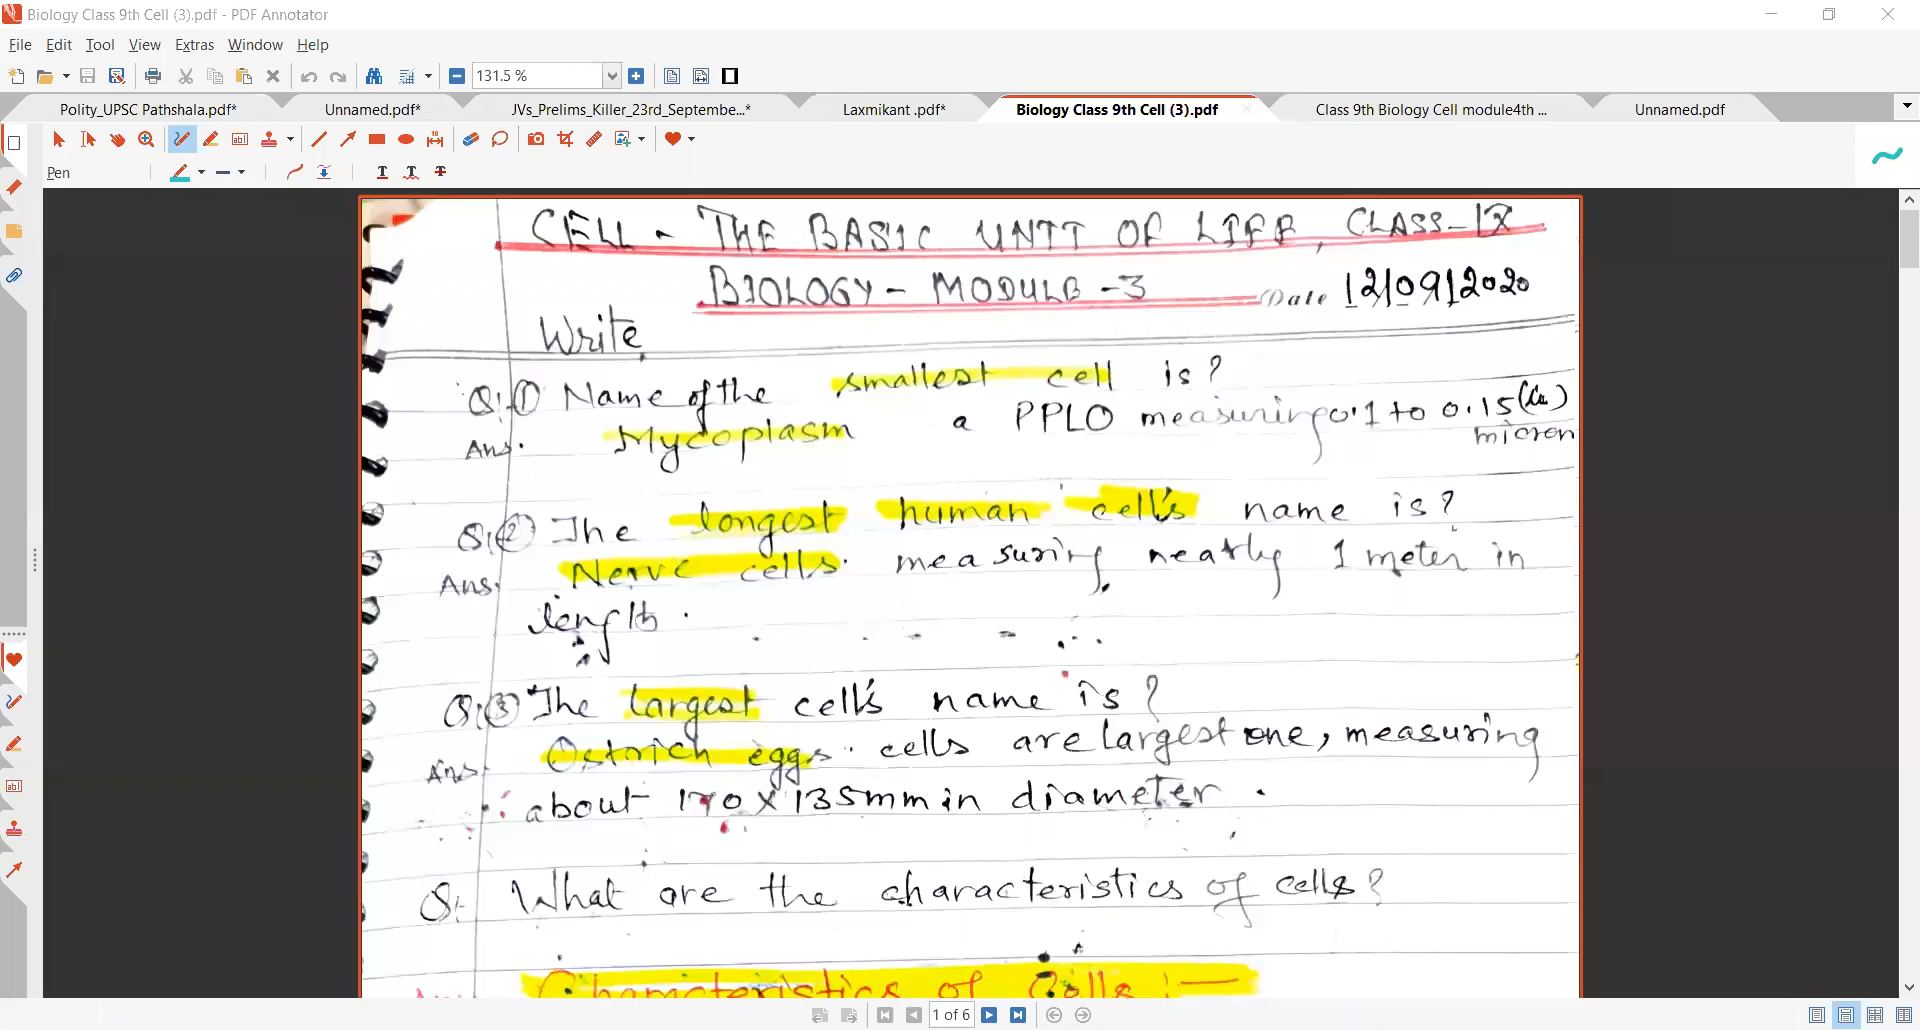 Biology Class 9th Cell (3).pdf - PDF Annotator
File Edit Tool View Extras Window Help
131.5 %
Polity_UPSC Pathshala.pdf* Unnamed.pdf* JVs_Prelims_Killer_23rd_Septembe...* Laxmikant .pdf* Biology Class 9th Cell (3).pdf Class 9th Biology Cell module4th ... Unnamed.pdf
Pen
CELL - THE BASIC UNIT OF LIFE, CLASS-IX
BIOLOGY - MODULE - 3 Date 12/09/2020
Write
Q:① Name of the smallest cell is?
Ans. Mycoplasm a PPLO measuring 0.1 to 0.15 (u)
micron
Q:② The longest human cell's name is?
Ans. Nerve cells. measuring nearly 1 meter in
length.
Q:③ The largest cell's name is?
Ans. Ostrich eggs. cells are largest one, measuring
about 170 x 135mm in diameter.
Q:- What are the characteristics of cells?
Ans. Characteristics of Cells :-
1 of 6